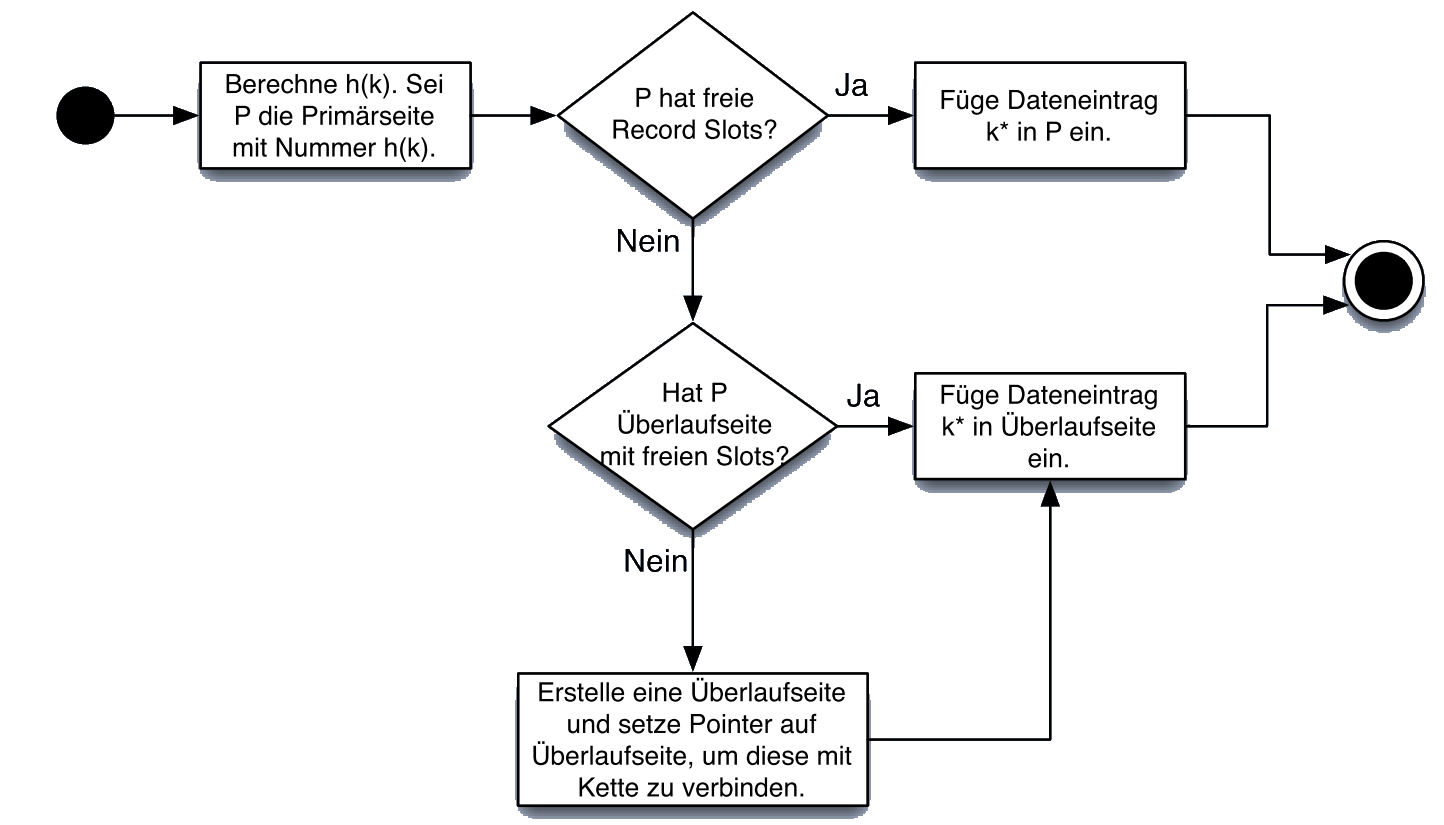 Berechne h(k). Sei
P die Primärseite
mit Nummer h(k).
P hat freie
Record Slots?
Ja
Füge Dateneintrag
k* in P ein.
Nein
Hat P
Überlaufseite
mit freien Slots?
Ja
Füge Dateneintrag
k* in Überlaufseite
ein.
Nein
Erstelle eine Überlaufseite
und setze Pointer auf
Überlaufseite, um diese mit
Kette zu verbinden.